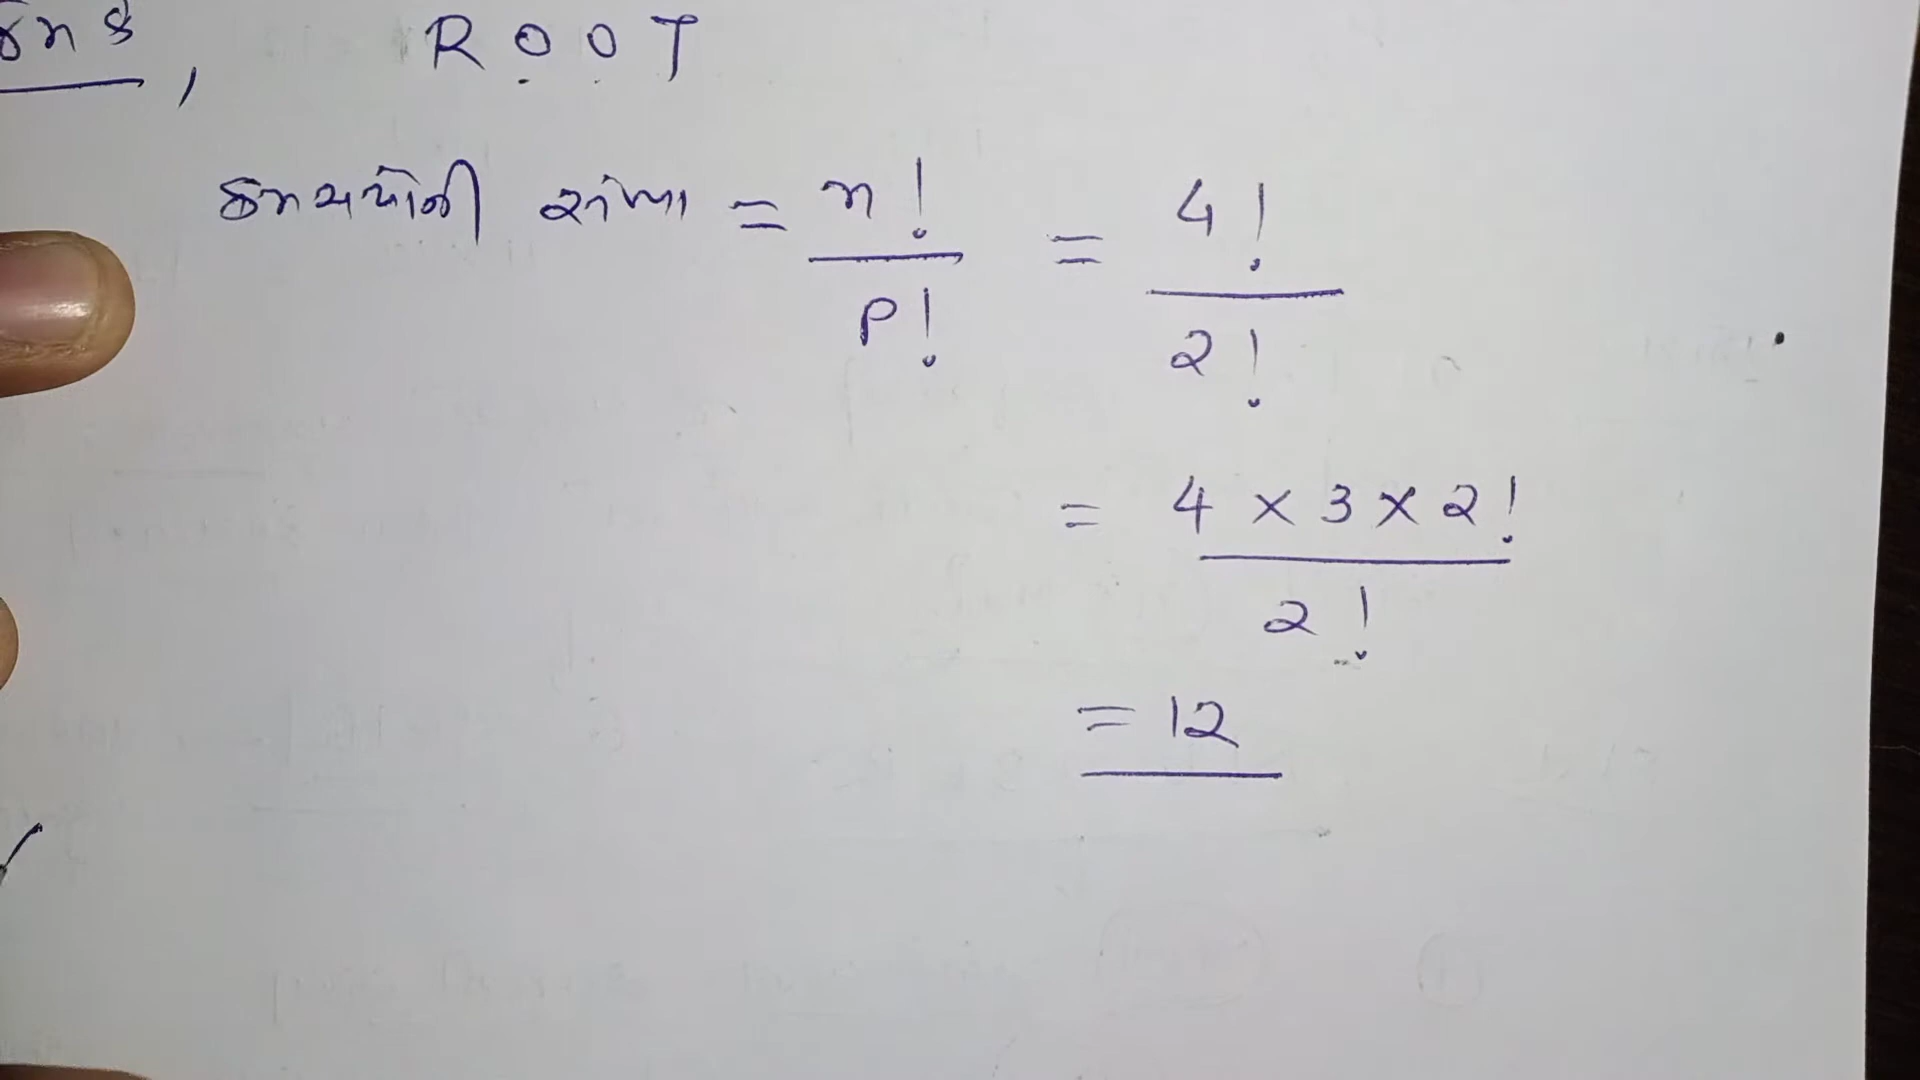 જેમ કે, ROOT
ક્રમચયોની સંખ્યા = n! / P! = 4! / 2!
= 4 × 3 × 2! / 2!
= 12